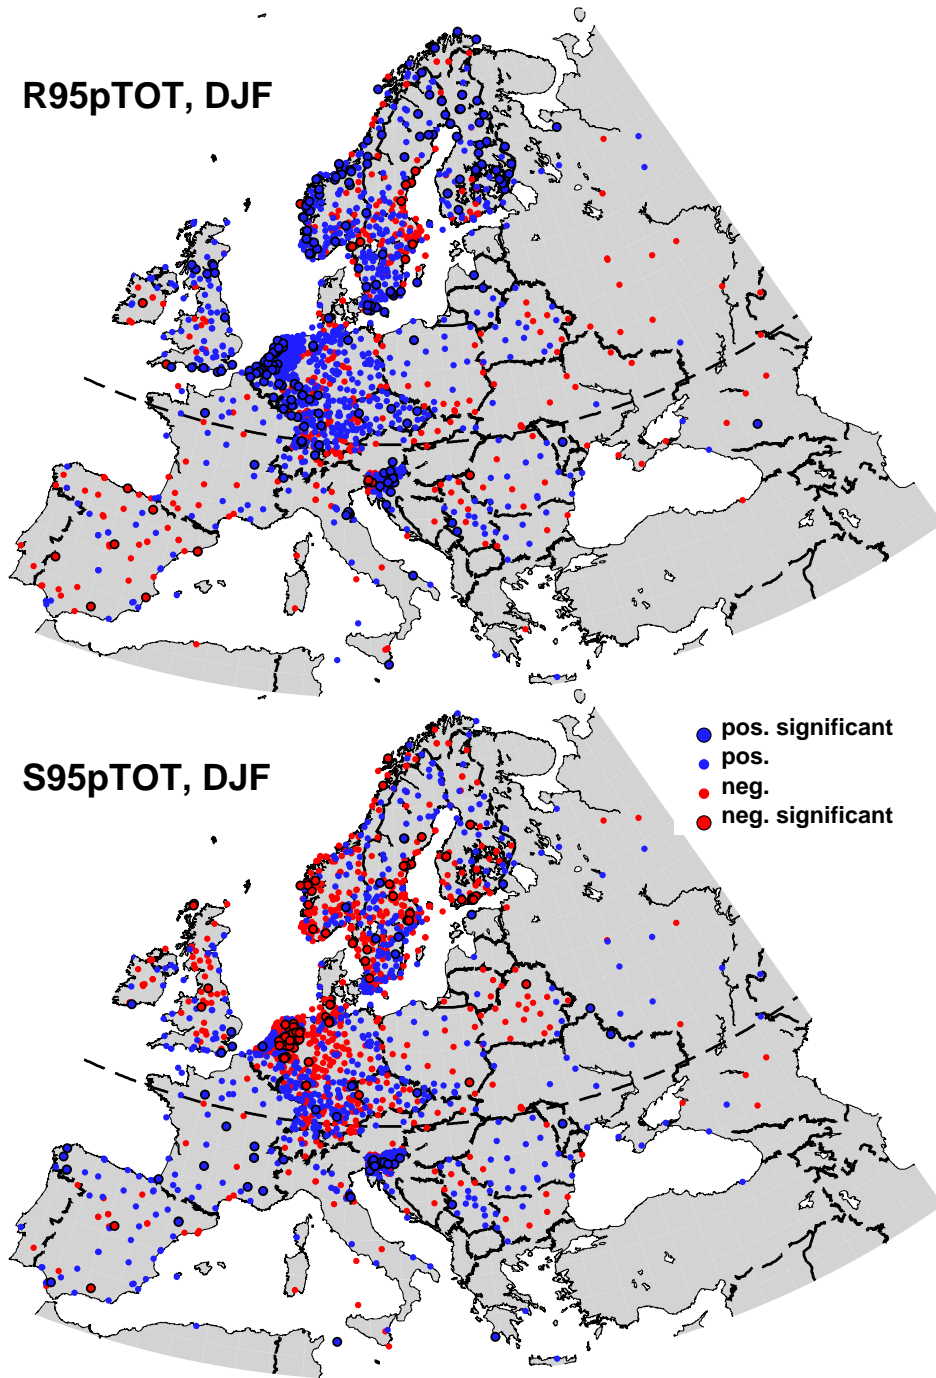 R95pTOT, DJF
pos. significant
pos.
S95pTOT, DJF
neg.
neg. significant